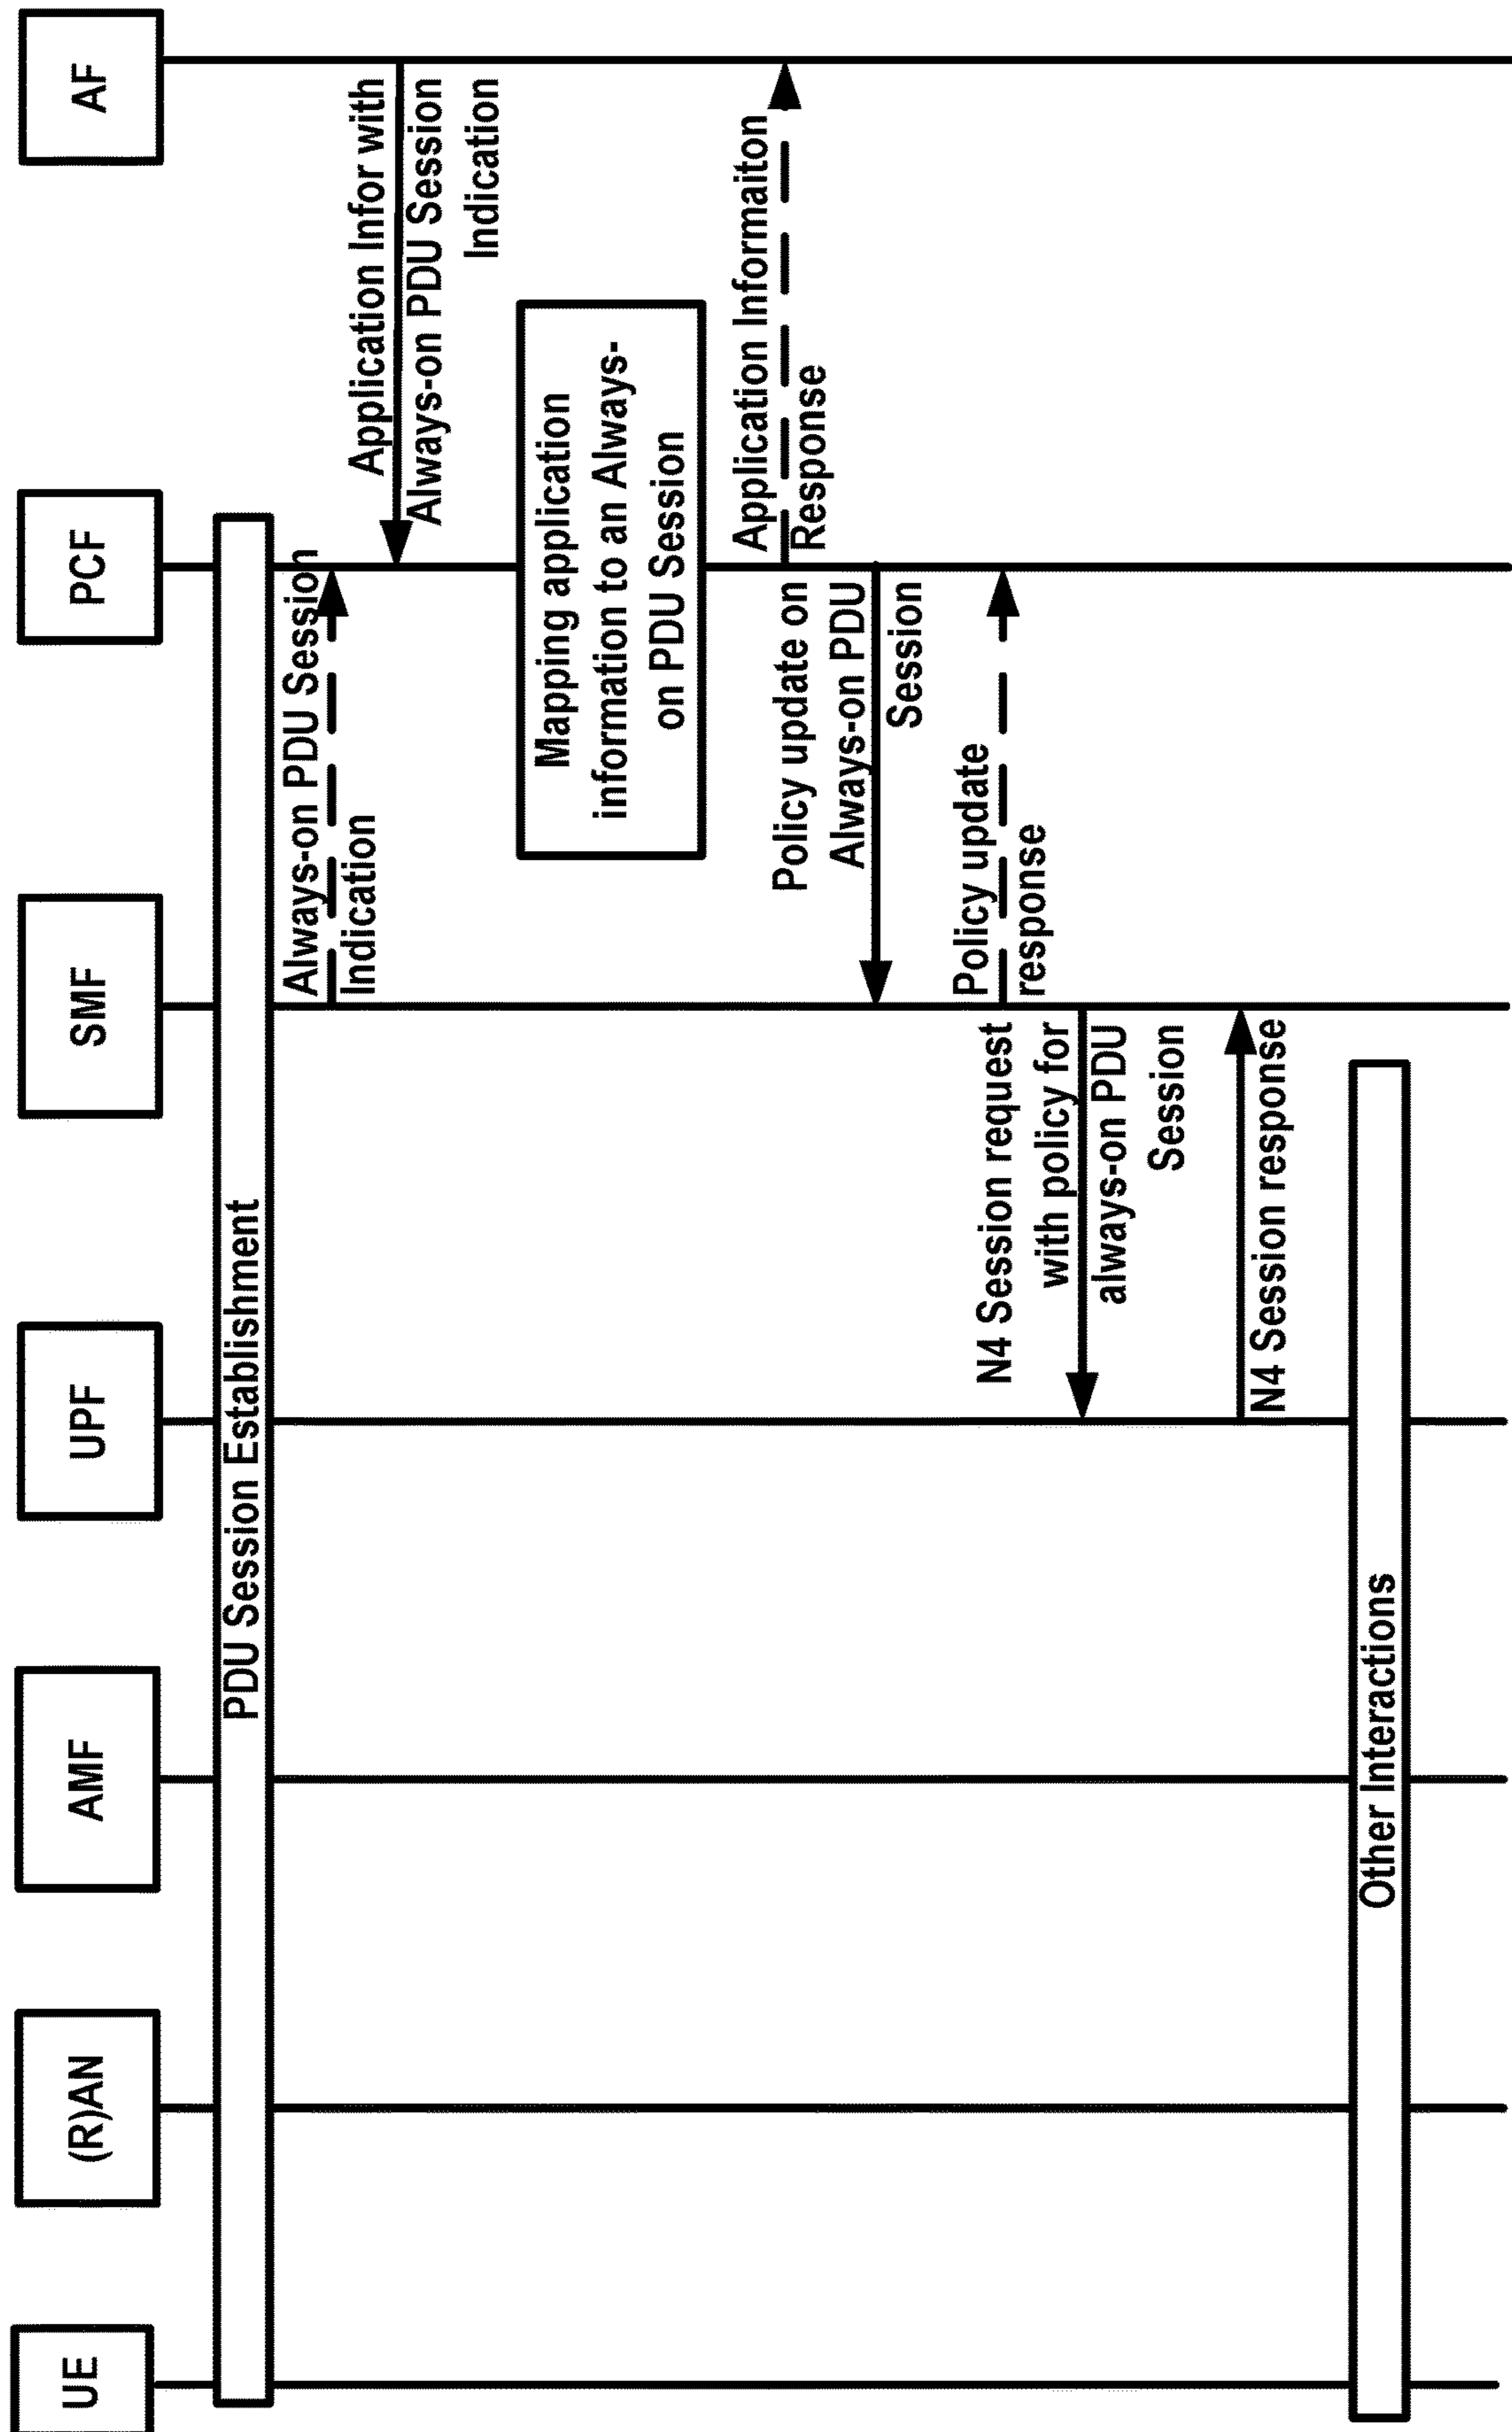 UE
(R)AN
AMF
UPF
SMF
PCF
AF
PDU Session Establishment
Always-on PDU Session
Indication
Application Infor with
Always-on PDU Session
Indication
Mapping application
information to an Always-
on PDU Session
Application Informaiton
Response
Policy update on
Always-on PDU
Session
Policy update
response
N4 Session request
with policy for
always-on PDU
Session
N4 Session response
Other Interactions